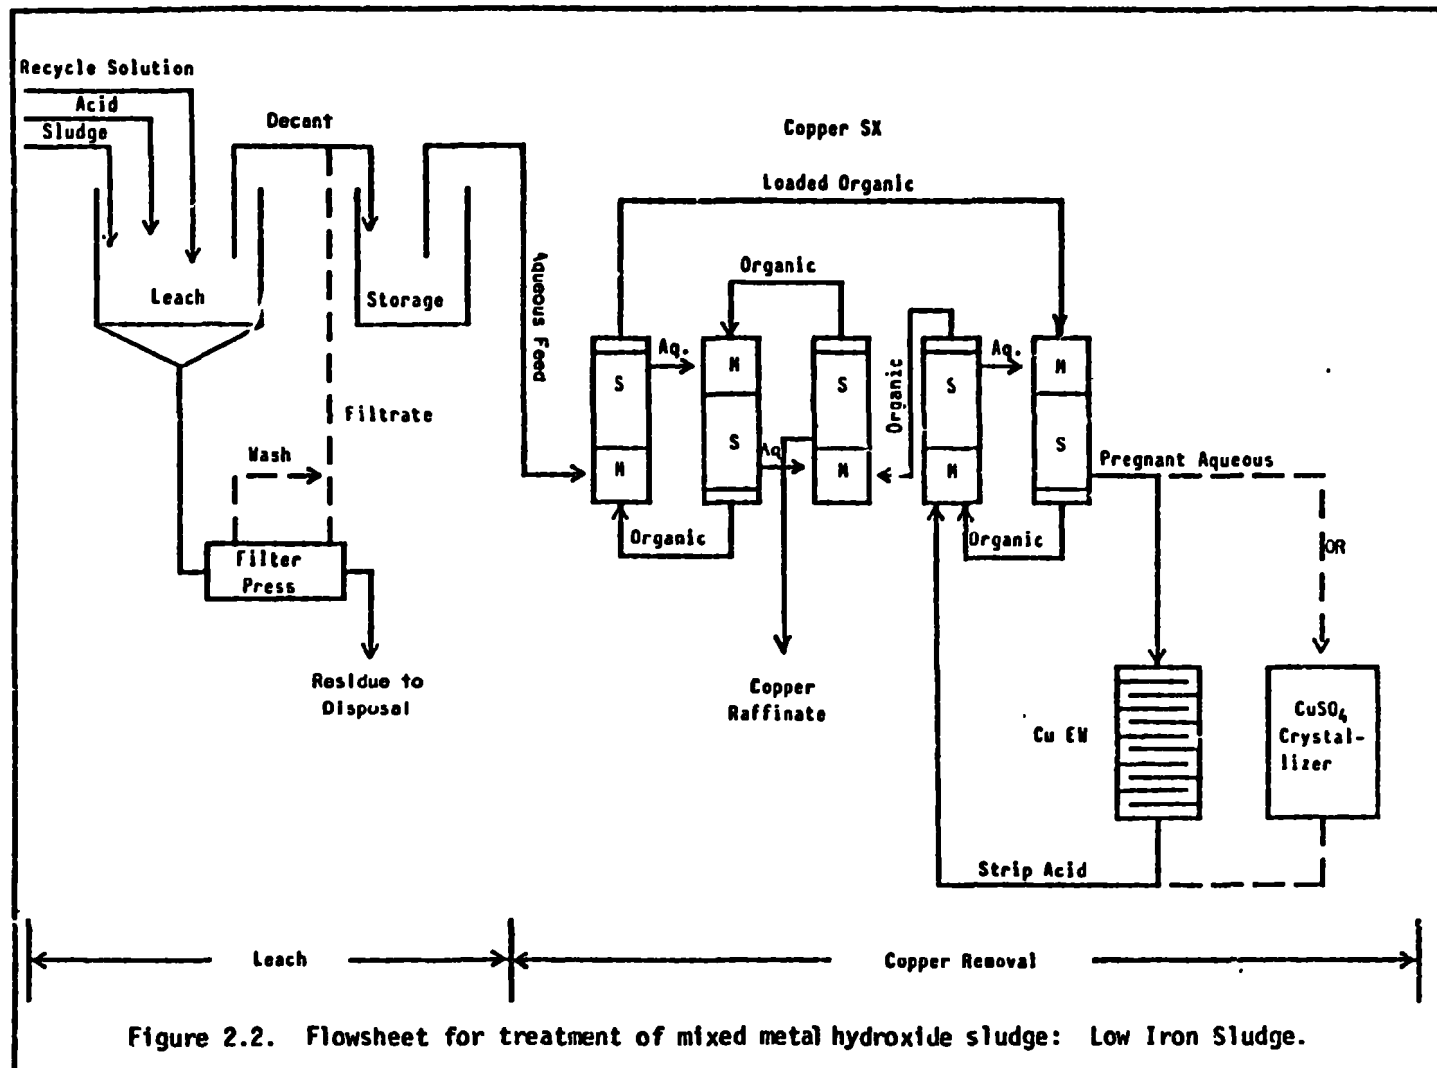 Recycle Solution
Acid
Sludge
Decant
Copper SX
Loaded Organic
Leach
Storage
Aqueous Feed
Organic
Organic
S
Aq.
M
S
S
Aq.
M
Filtrate
Wash
M
S
Aq
M
M
S
Pregnant Aqueous
Organic
Organic
OR
Filter
Press
Residue to
Disposal
Copper
Raffinate
Cu EW
CuSO4
Crystal-
lizer
Strip Acid
Leach
Copper Removal
Figure 2.2. Flowsheet for treatment of mixed metal hydroxide sludge: Low Iron Sludge.